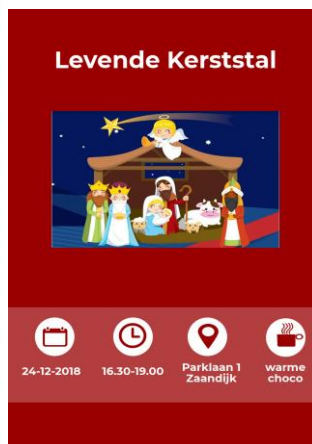 Levende Kerststal
24-12-2018
16.30-19.00
Parklaan 1
Zaandijk
warme
choco